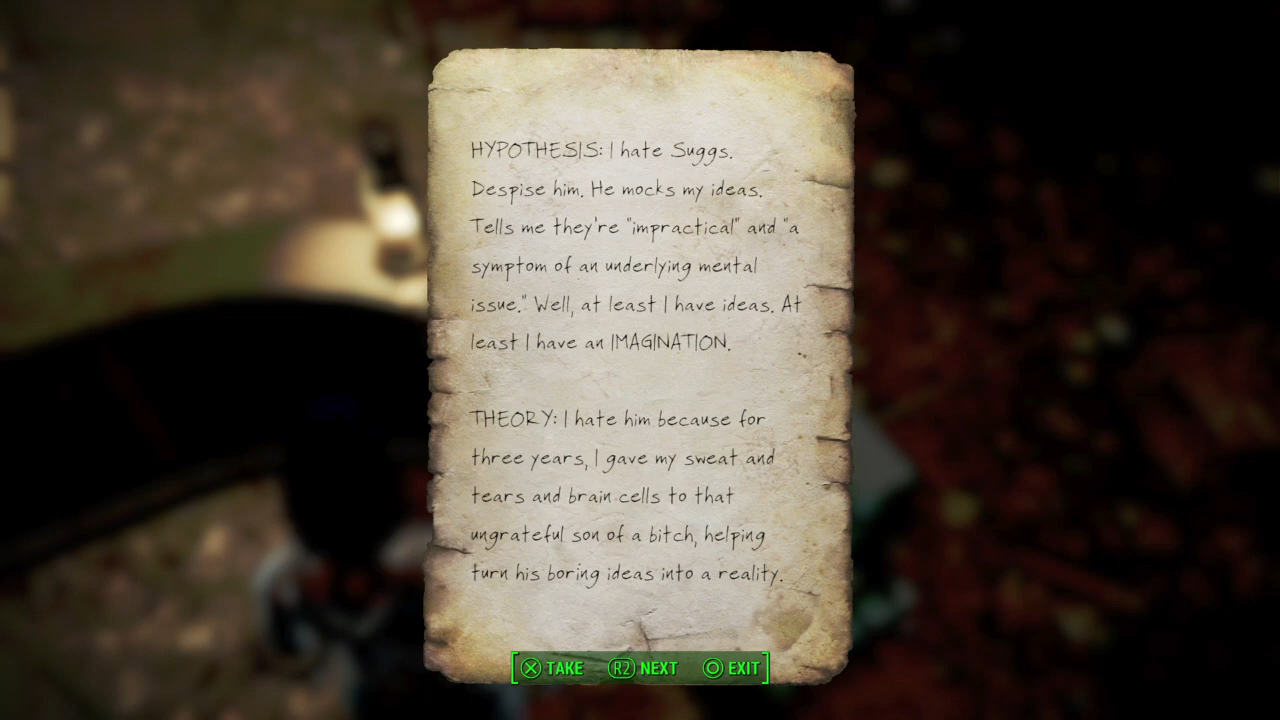 HYPOTHESIS: I hate Suggs.
Despise him. He mocks my ideas.
Tells me they're "impractical" and "a
symptom of an underlying mental
issue." Well, at least I have ideas. At
least I have an IMAGINATION.
THEORY: I hate him because for
three years, I gave my sweat and
tears and brain cells to that
ungrateful son of a bitch, helping
turn his boring ideas into a reality.
TAKE R2 NEXT EXIT